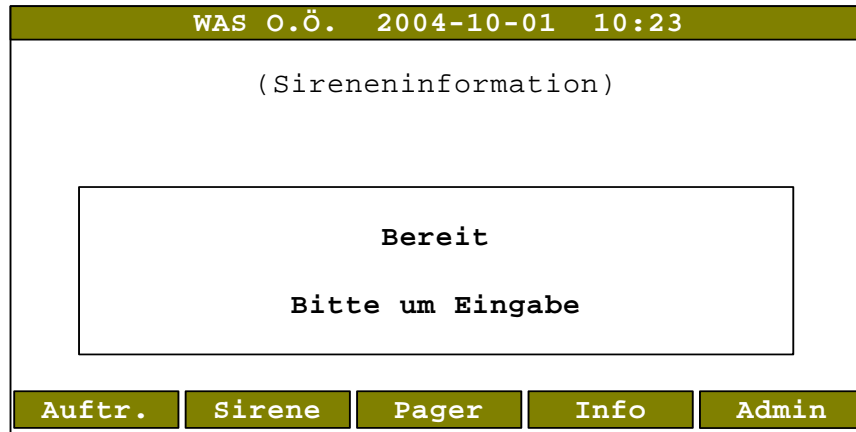 WAS O.Ö. 2004-10-01 10:23
(Sireneninformation)
Bereit
Bitte um Eingabe
Auftr. Sirene Pager Info Admin